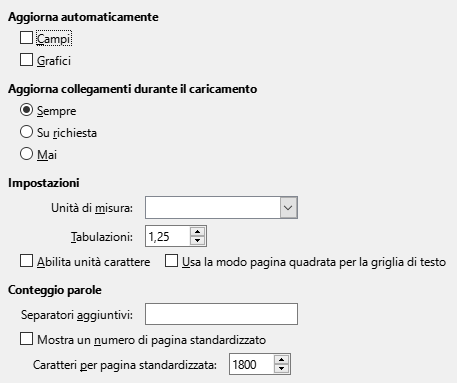 Aggiorna automaticamente
Campi
Grafici
Aggiorna collegamenti durante il caricamento
Sempre
Su richiesta
Mai
Impostazioni
Unità di misura:
Tabulazioni: 1,25
Abilita unità carattere Usa la modo pagina quadrata per la griglia di testo
Conteggio parole
Separatori aggiuntivi:
Mostra un numero di pagina standardizzato
Caratteri per pagina standardizzata: 1800